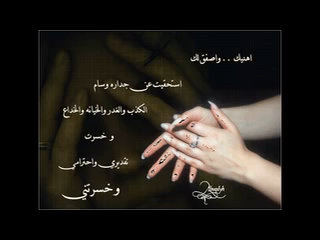 اهنيك .. واصفق لك
استحقيت عن جداره وسام
الكذب والغدر والخيانه والخداع
و خسرت
تقديري واحترامي
وخسرتني